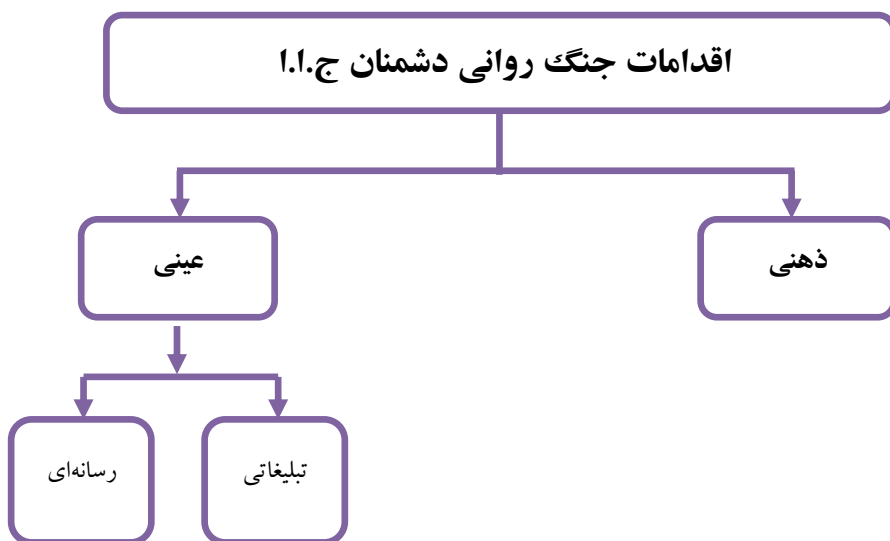 اقدامات جنگ روانی دشمنان ج.ا.ا
ذهنی
عینی
تبلیغاتی
رسانه‌ای